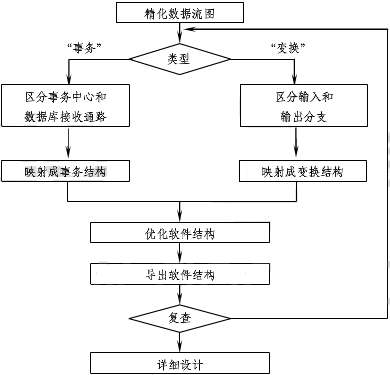 精化数据流图
“事务”
类型
“变换”
区分事务中心和
数据库接收通路
区分输入和
输出分支
映射成事务结构
映射成变换结构
优化软件结构
导出软件结构
复查
详细设计